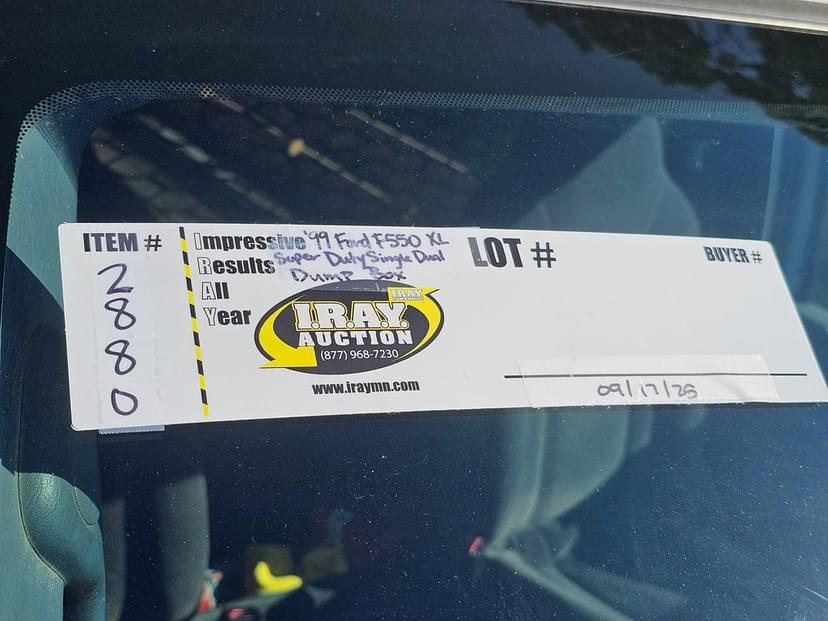 ITEM #
2
8
8
0
Impressive
Results
All
Year
'99 Ford F550 XL
Super Duty Single Dual
Dump Box
I.R.A.Y.
I.R.A.Y.
AUCTION
(877) 968-7230
www.iraymn.com
LOT #
BUYER #
09/17/25